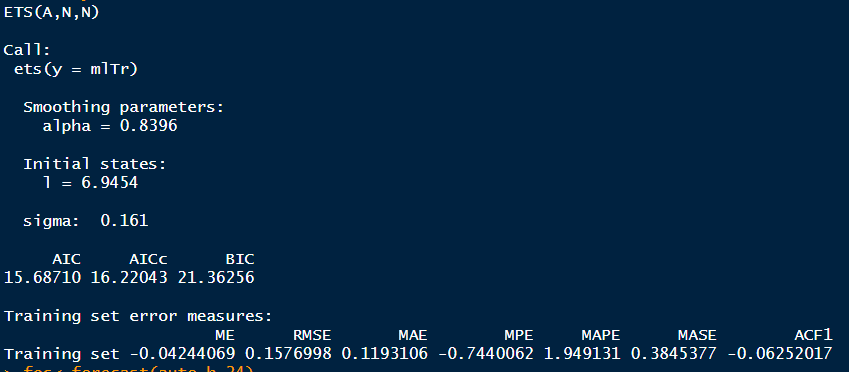 ETS(A,N,N)
Call:
ets(y = mlTr)
Smoothing parameters:
alpha = 0.8396
Initial states:
l = 6.9454
sigma: 0.161
AIC AICc BIC
15.68710 16.22043 21.36256
Training set error measures:
ME RMSE MAE MPE MAPE MASE ACF1
Training set -0.04244069 0.1576998 0.1193106 -0.7440062 1.949131 0.3845377 -0.06252017